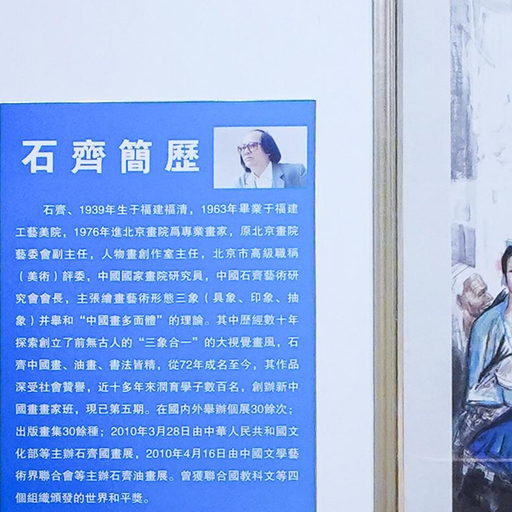 石齊簡歷
石齊、1939年生于福建福清，1963年畢業于福建
工藝美院，1976年進北京畫院爲專業畫家，原北京畫院
藝委會副主任，人物畫創作室主任，北京市高級職稱
（美術）評委，中國國家畫院研究員，中國石齊藝術研
究會會長，主張繪畫藝術形態三象（具象、印象、抽
象）并舉和“中國畫多面體”的理論。其中歷經數十年
探索創立了前無古人的“三象合一”的大視覺畫風，石
齊中國畫、油畫、書法皆精，從72年成名至今，其作品
深受社會贊譽，近十多年來潤育學子數百名，創辦新中
國畫畫家班，現已第五期。在國内外舉辦個展30餘次；
出版畫集30餘種；2010年3月28日由中華人民共和國文
化部等主辦石齊國畫展，2010年4月16日由中國文學藝
術界聯合會等主辦石齊油畫展。曾獲聯合國教科文等四
個組織頒發的世界和平獎。